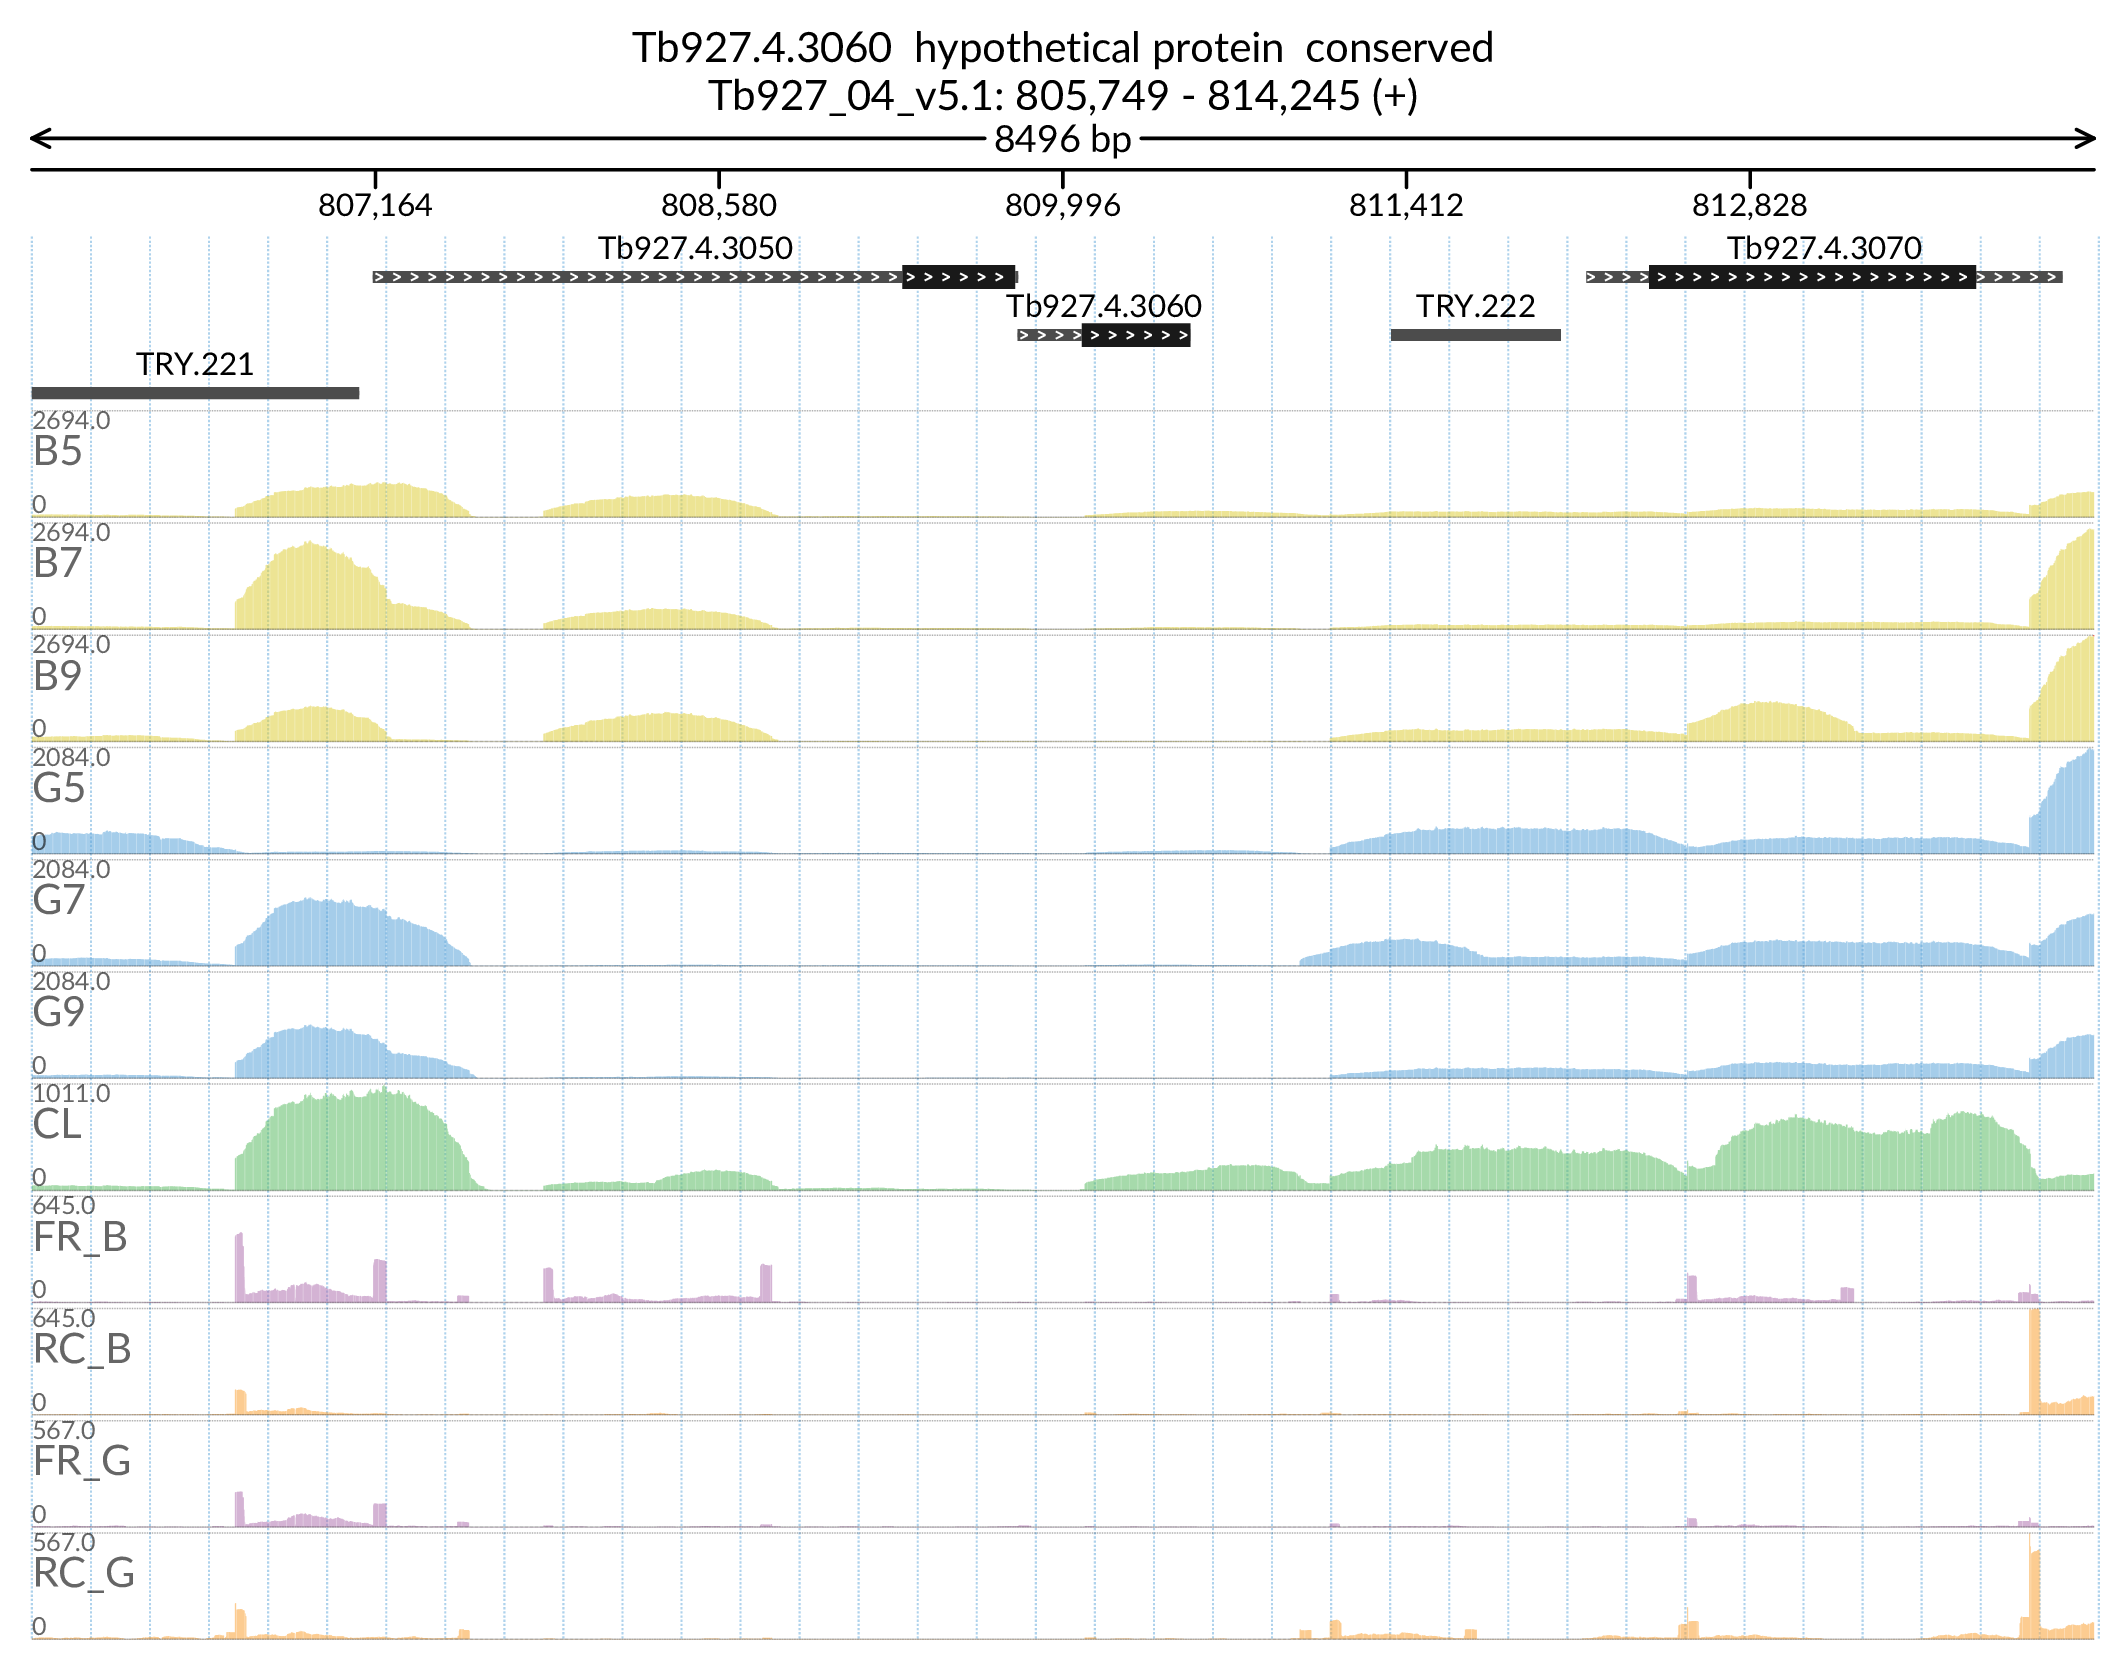 Tb927.4.3060 hypothetical protein conserved
Tb927_04_v5.1: 805,749 - 814,245 (+)
8496 bp
807,164 808,580 809,996 811,412 812,828
Tb927.4.3050 Tb927.4.3070
Tb927.4.3060 TRY.222
TRY.221
2694.0
B5
0
2694.0
B7
0
2694.0
B9
0
2084.0
G5
0
2084.0
G7
0
2084.0
G9
0
1011.0
CL
0
645.0
FR_B
0
645.0
RC_B
0
567.0
FR_G
0
567.0
RC_G
0